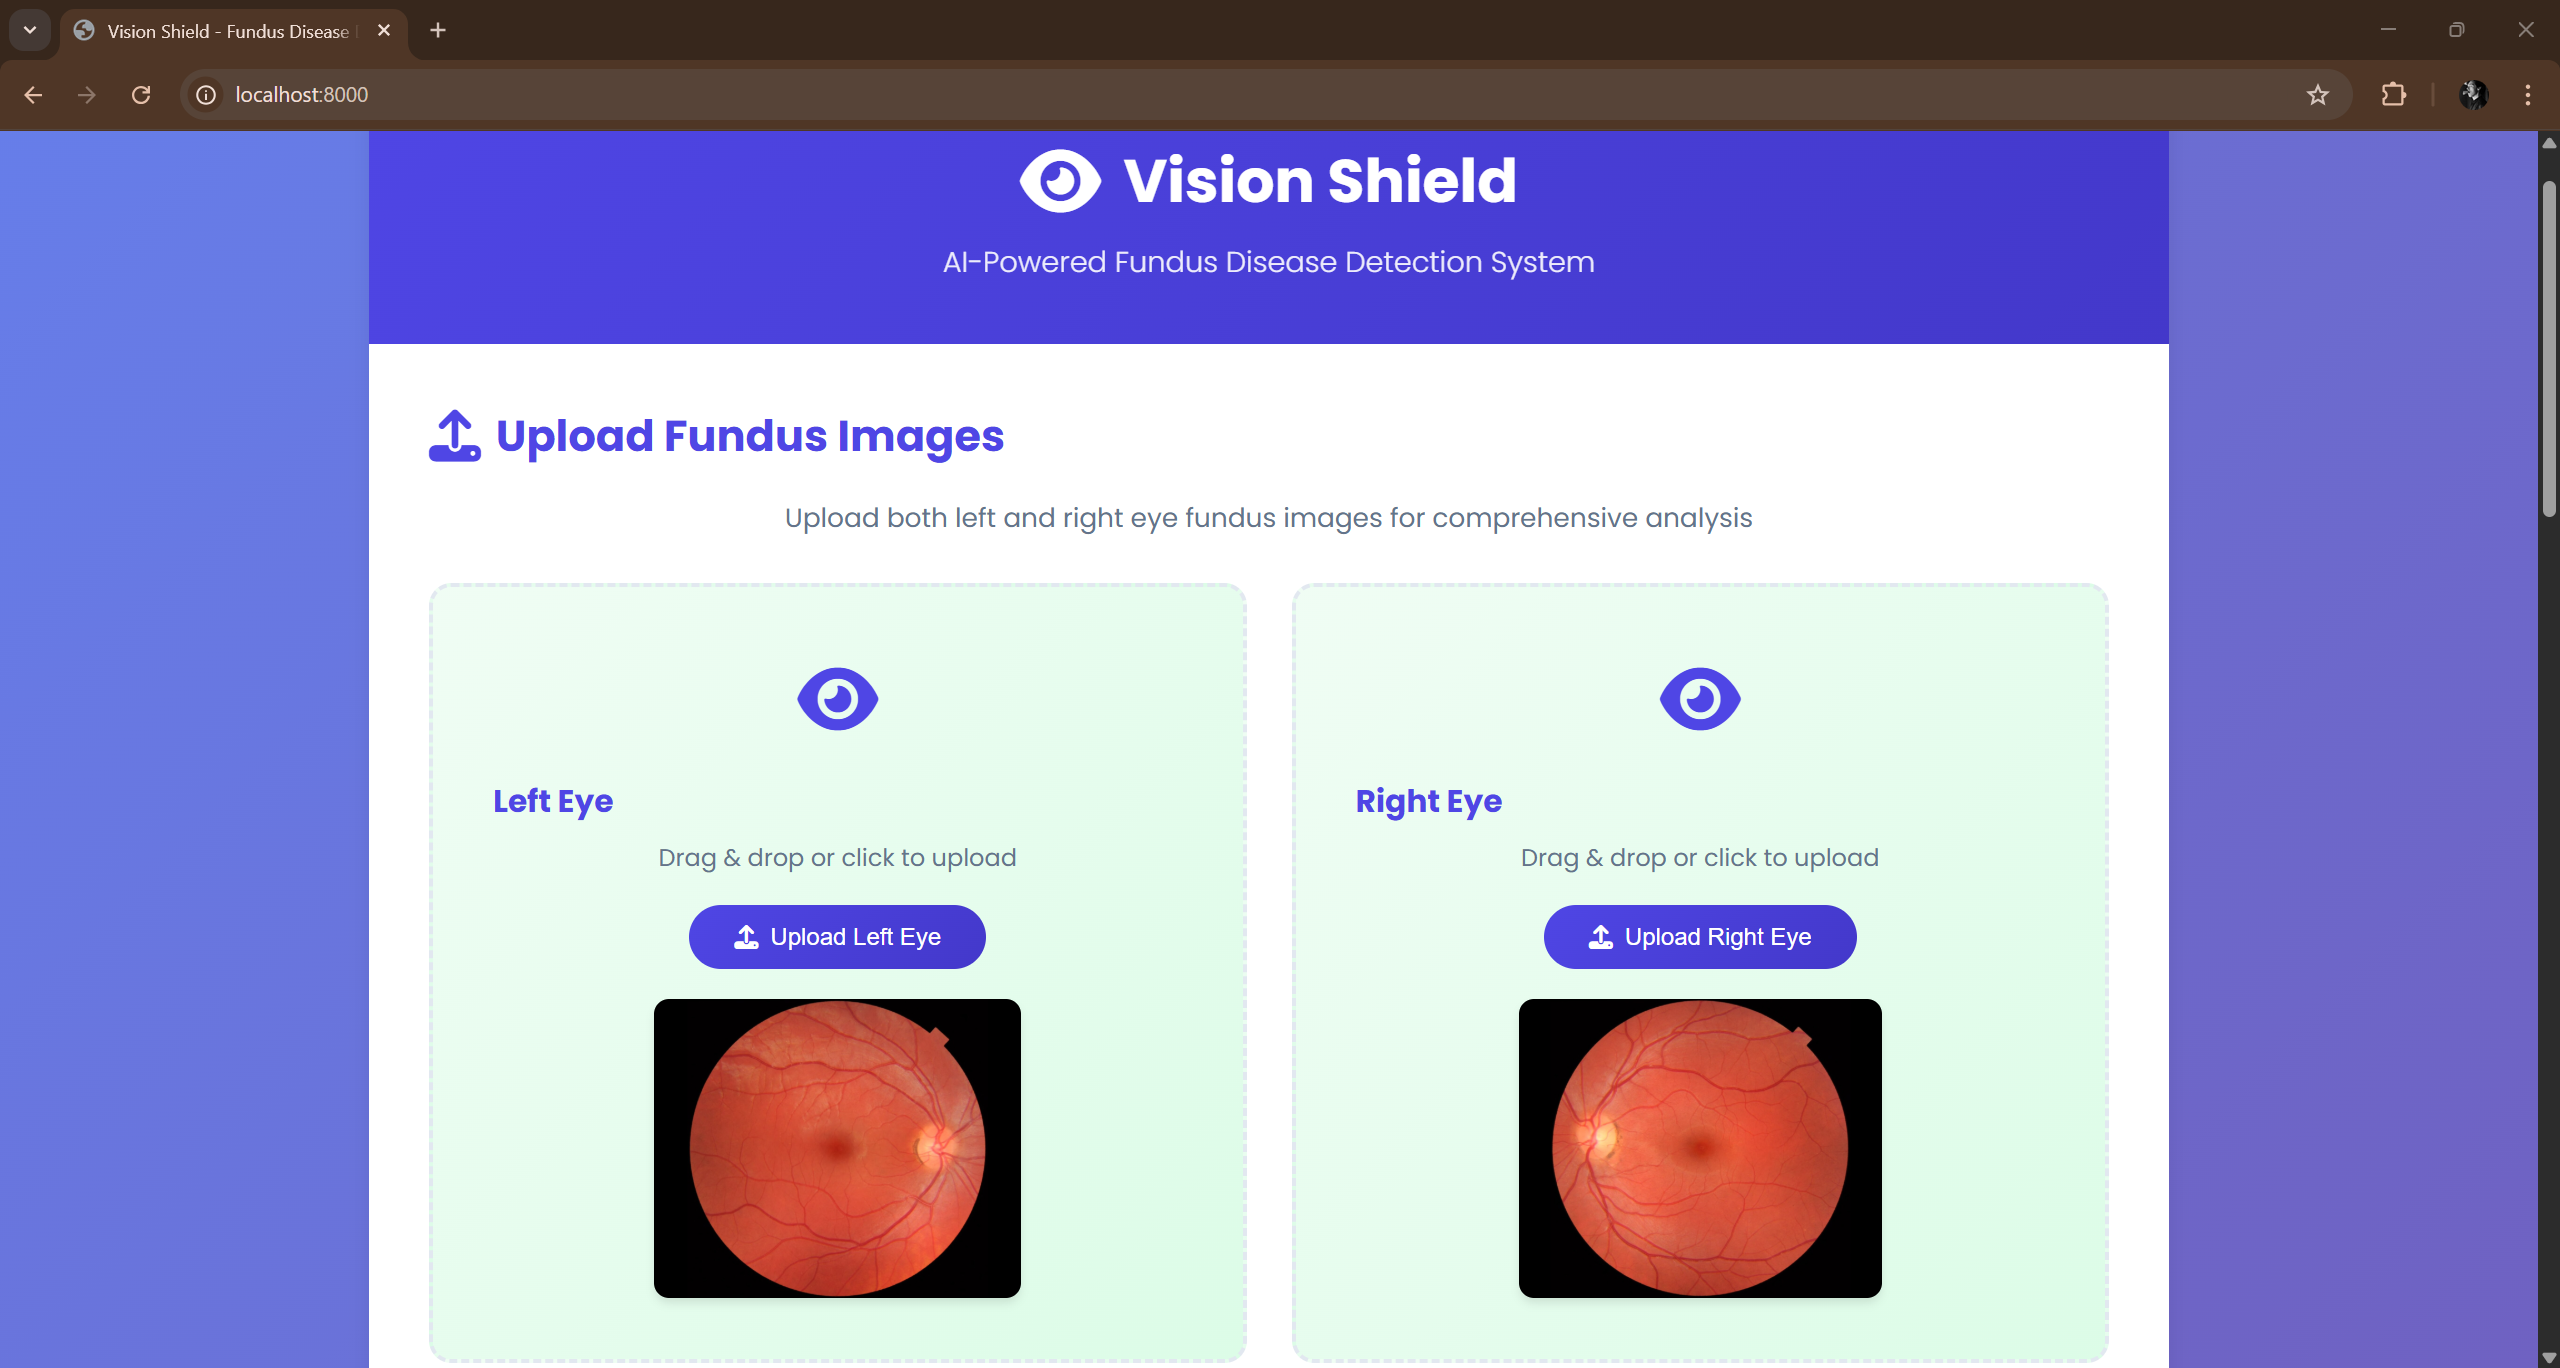 Vision Shield - Fundus Disease
localhost:8000
Vision Shield
AI-Powered Fundus Disease Detection System
Upload Fundus Images
Upload both left and right eye fundus images for comprehensive analysis
Left Eye
Drag & drop or click to upload
Upload Left Eye
Right Eye
Drag & drop or click to upload
Upload Right Eye